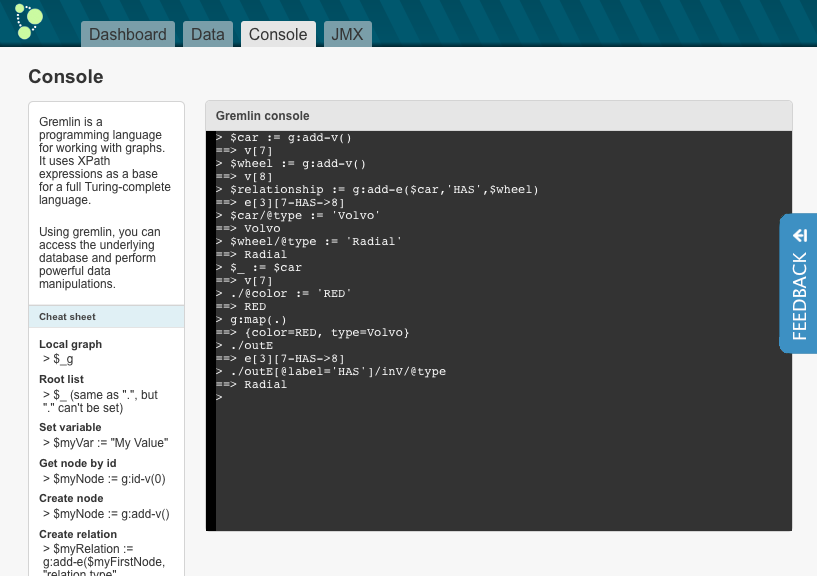 Dashboard Data Console JMX
Console
Gremlin is a
programming language
for working with graphs.
It uses XPath
expressions as a base
for a full Turing-complete
language.
Using gremlin, you can
access the underlying
database and perform
powerful data
manipulations.
Cheat sheet
Local graph
> $_g
Root list
> $_ (same as ".", but
"." can't be set)
Set variable
> $myVar := "My Value"
Get node by id
> $myNode := g:id-v(0)
Create node
> $myNode := g:add-v()
Create relation
> $myRelation :=
g:add-e($myFirstNode,
"relation type"
Gremlin console
> $car := g:add-v()
==> v[7]
> $wheel := g:add-v()
==> v[8]
> $relationship := g:add-e($car,'HAS',$wheel)
==> e[3][7-HAS->8]
> $car/@type := 'Volvo'
==> Volvo
> $wheel/@type := 'Radial'
==> Radial
> $_ := $car
==> v[7]
> ./@color := 'RED'
==> RED
> g:map(.)
==> {color=RED, type=Volvo}
> ./outE
==> e[3][7-HAS->8]
> ./outE[@label='HAS']/inV/@type
==> Radial
>
FEEDBACK